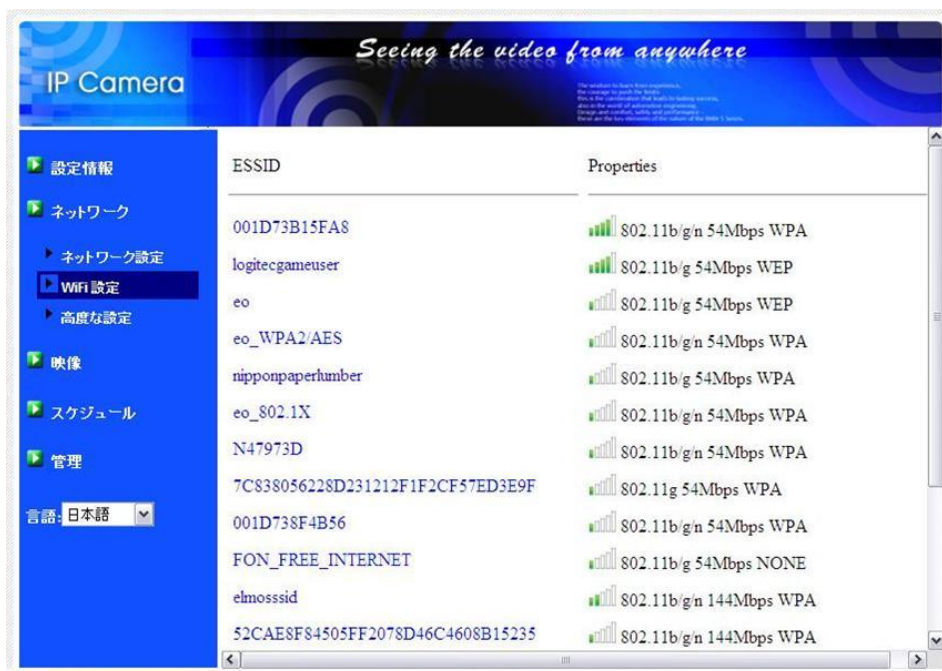 Seeing the video from anywhere
IP Camera
設定情報
ネットワーク
ネットワーク設定
WiFi 設定
高度な設定
映像
スケジュール
管理
言語: 日本語
ESSID Properties
001D73B15FA8 802.11b/g/n 54Mbps WPA
logitecgameuser 802.11b/g 54Mbps WEP
eo 802.11b/g 54Mbps WEP
eo_WPA2/AES 802.11b/g/n 54Mbps WPA
nipponpaperlumber 802.11b/g 54Mbps WPA
eo_802.1X 802.11b/g/n 54Mbps WPA
N47973D 802.11b/g/n 54Mbps WPA
7C838056228D231212F1F2CF57ED3E9F 802.11g 54Mbps WPA
001D738F4B56 802.11b/g/n 54Mbps WPA
FON_FREE_INTERNET 802.11b/g 54Mbps NONE
elmosssid 802.11b/g/n 144Mbps WPA
52CAE8F84505FF2078D46C4608B15235 802.11b/g/n 144Mbps WPA